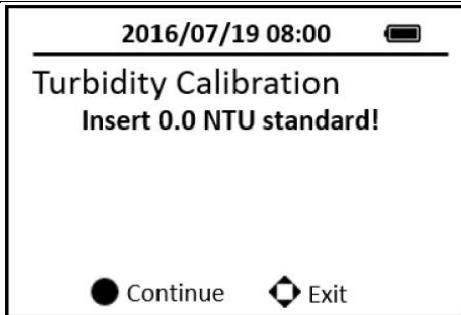 2016/07/19 08:00
Turbidity Calibration
Insert 0.0 NTU standard!
Continue Exit